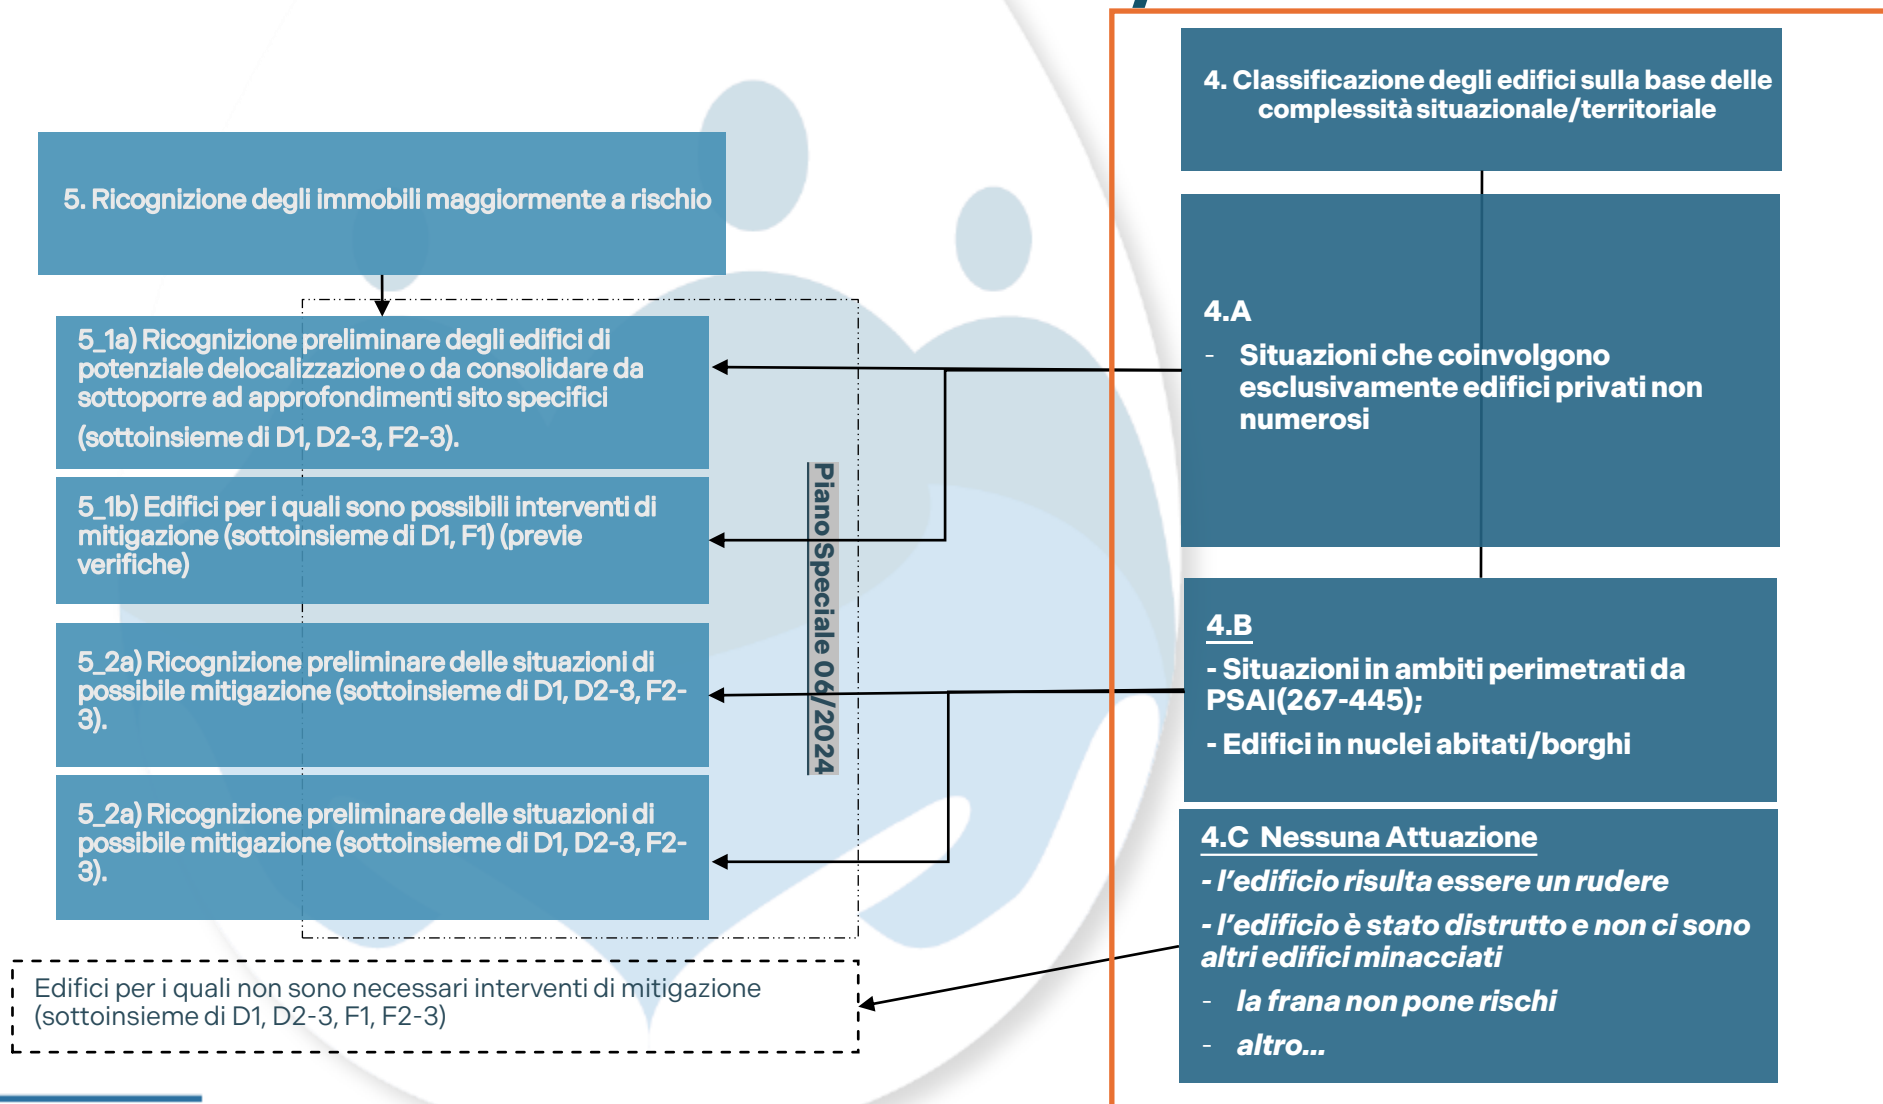 4. Classificazione degli edifici sulla base delle
complessità situazionale/territoriale
5. Ricognizione degli immobili maggiormente a rischio
5_1a) Ricognizione preliminare degli edifici di
potenziale delocalizzazione o da consolidare da
sottoporre ad approfondimenti sito specifici
(sottoinsieme di D1, D2-3, F2-3).
5_1b) Edifici per i quali sono possibili interventi di
mitigazione (sottoinsieme di D1, F1) (previe
verifiche)
5_2a) Ricognizione preliminare delle situazioni di
possibile mitigazione (sottoinsieme di D1, D2-3, F2-
3).
5_2a) Ricognizione preliminare delle situazioni di
possibile mitigazione (sottoinsieme di D1, D2-3, F2-
3).
Edifici per i quali non sono necessari interventi di mitigazione
(sottoinsieme di D1, D2-3, F1, F2-3)
Piano Speciale 06/2024
4.A
- Situazioni che coinvolgono
esclusivamente edifici privati non
numerosi
4.B
- Situazioni in ambiti perimetrati da
PSAI(267-445);
- Edifici in nuclei abitati/borghi
4.C Nessuna Attuazione
- l'edificio risulta essere un rudere
- l'edificio è stato distrutto e non ci sono
altri edifici minacciati
- la frana non pone rischi
- altro...